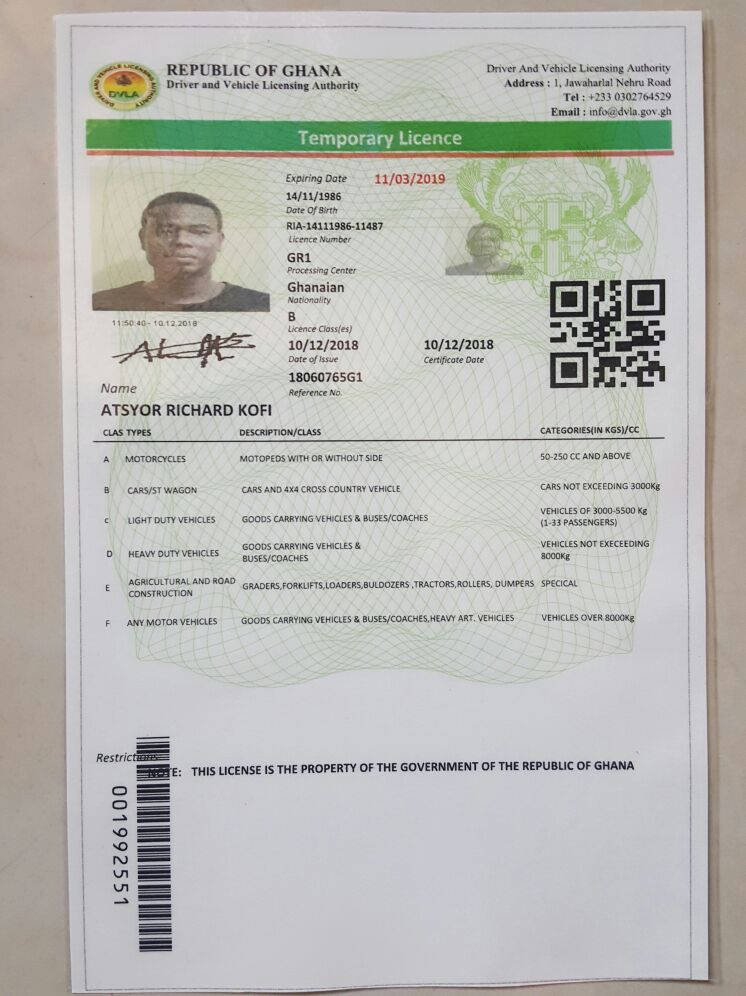 REPUBLIC OF GHANA
Driver and Vehicle Licensing Authority
DRIVER AND VEHICLE LICENSING AUTHORITY
DVLA
Driver And Vehicle Licensing Authority
Address : 1, Jawaharlal Nehru Road
Tel : +233 0302764529
Email : info@dvla.gov.gh
Temporary Licence
Expiring Date 11/03/2019
14/11/1986
Date Of Birth
RIA-14111986-11487
Licence Number
GR1
Processing Center
Ghanaian
Nationality
B
Licence Class(es)
10/12/2018 10/12/2018
Date of Issue Certificate Date
18060765G1
Reference No.
11:50:40 - 10.12.2018
Name
ATSYOR RICHARD KOFI
CLAS TYPES DESCRIPTION/CLASS CATEGORIES(IN KGS)/CC
A MOTORCYCLES MOTOPEDS WITH OR WITHOUT SIDE 50-250 CC AND ABOVE
B CARS/ST WAGON CARS AND 4X4 CROSS COUNTRY VEHICLE CARS NOT EXCEEDING 3000Kg
C LIGHT DUTY VEHICLES GOODS CARRYING VEHICLES & BUSES/COACHES VEHICLES OF 3000-5500 Kg
(1-33 PASSENGERS)
D HEAVY DUTY VEHICLES GOODS CARRYING VEHICLES & VEHICLES NOT EXCEEDING
BUSES/COACHES 8000Kg
E AGRICULTURAL AND ROAD GRADERS,FORKLIFTS,LOADERS,BULDOZERS ,TRACTORS,ROLLERS, DUMPERS SPECICAL
CONSTRUCTION
F ANY MOTOR VEHICLES GOODS CARRYING VEHICLES & BUSES/COACHES,HEAVY ART. VEHICLES VEHICLES OVER 8000Kg
Restrictions
NOTE: THIS LICENSE IS THE PROPERTY OF THE GOVERNMENT OF THE REPUBLIC OF GHANA
001992551